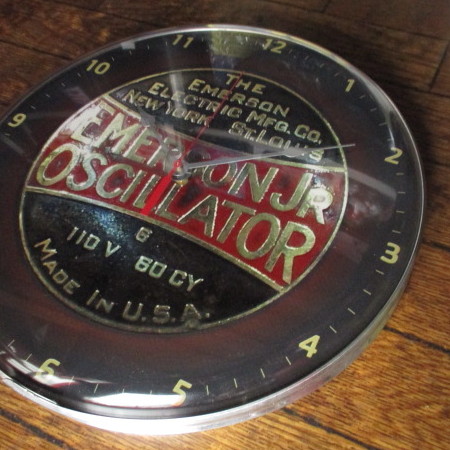 11 12
10 1
9 2
3
4
5
6
THE
EMERSON
ELECTRIC MFG. CO.
NEW YORK ST. LOUIS
EMERSON JR
OSCILLATOR
6
110 V 60 CY
MADE IN U.S.A.